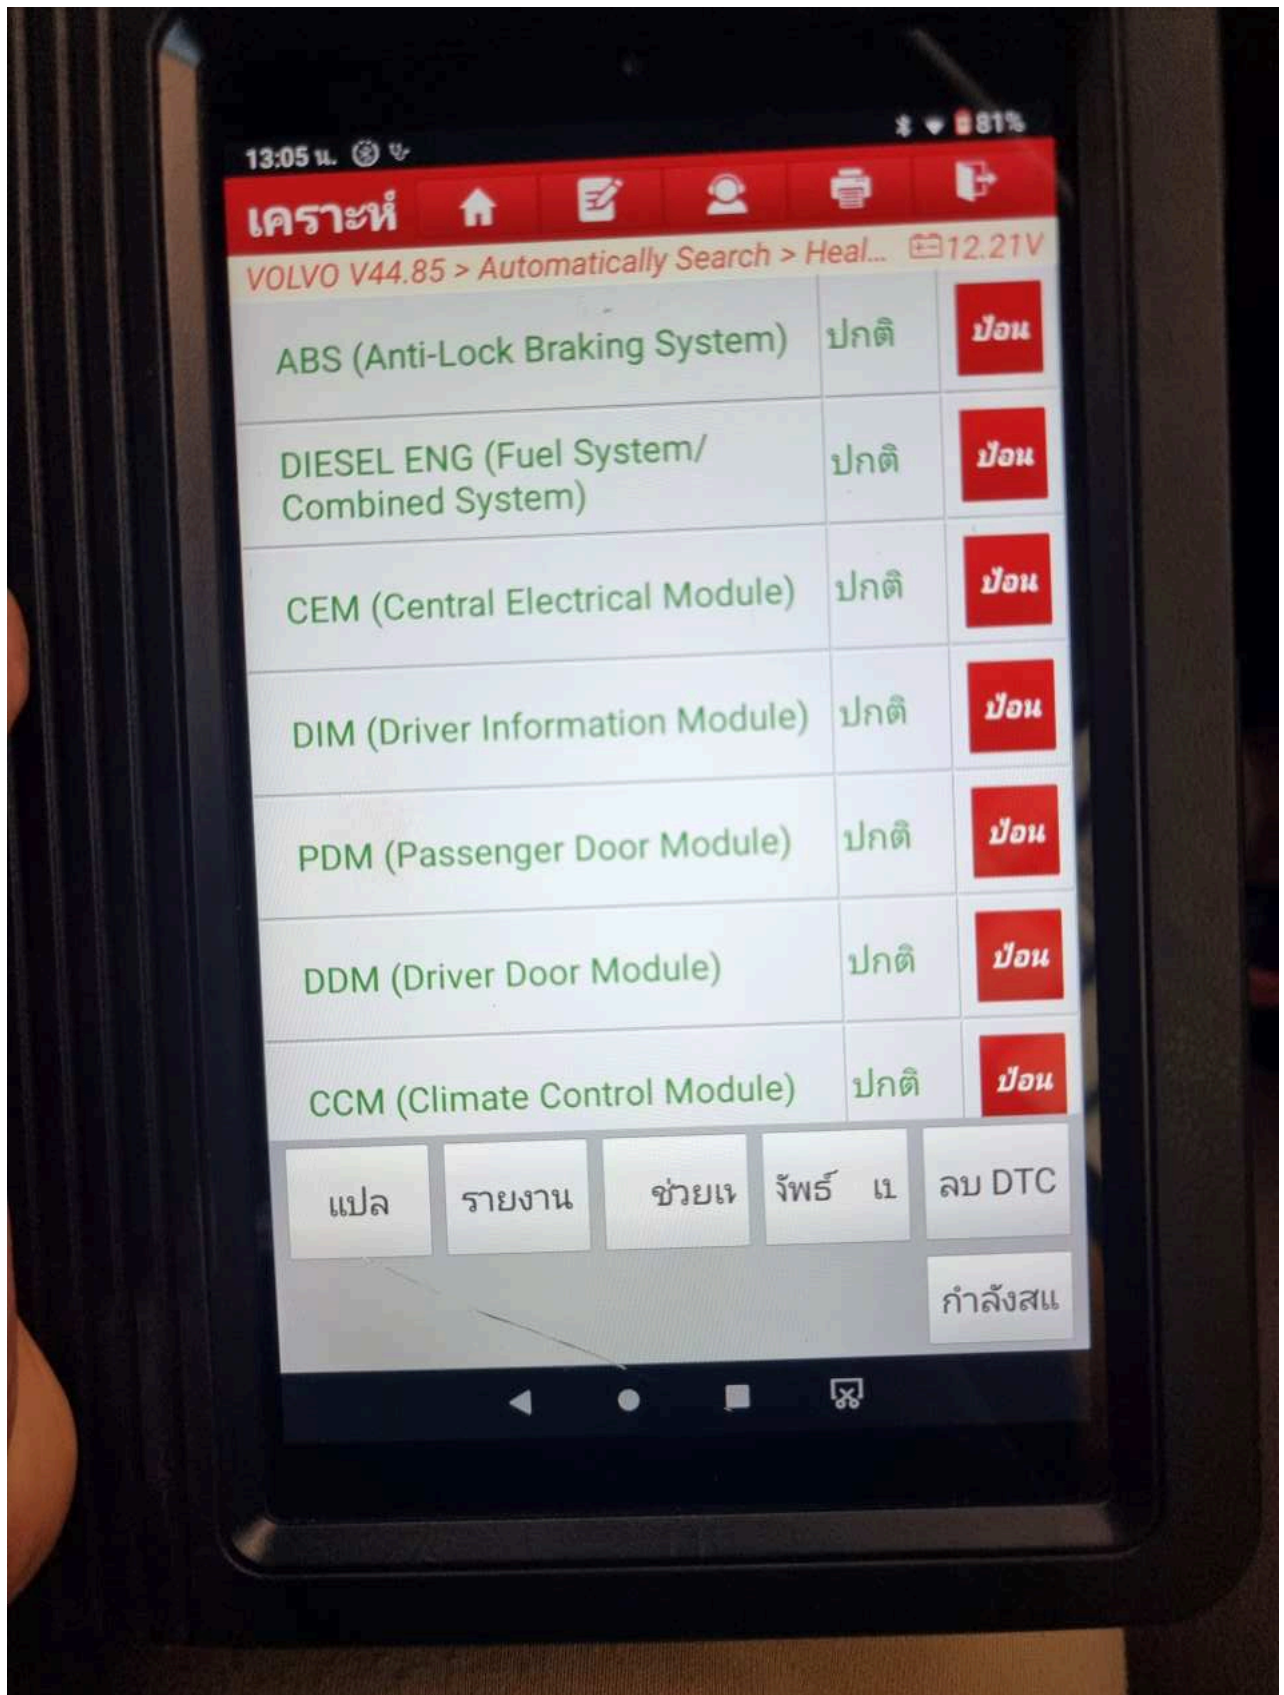 13:05 น.
81%
เคราะห์
VOLVO V44.85 > Automatically Search > Heal... 12.21V
ABS (Anti-Lock Braking System) ปกติ ป้อน
DIESEL ENG (Fuel System/
Combined System) ปกติ ป้อน
CEM (Central Electrical Module) ปกติ ป้อน
DIM (Driver Information Module) ปกติ ป้อน
PDM (Passenger Door Module) ปกติ ป้อน
DDM (Driver Door Module) ปกติ ป้อน
CCM (Climate Control Module) ปกติ ป้อน
แปล รายงาน ช่วยเ ลบ DTC
กำลังสแ